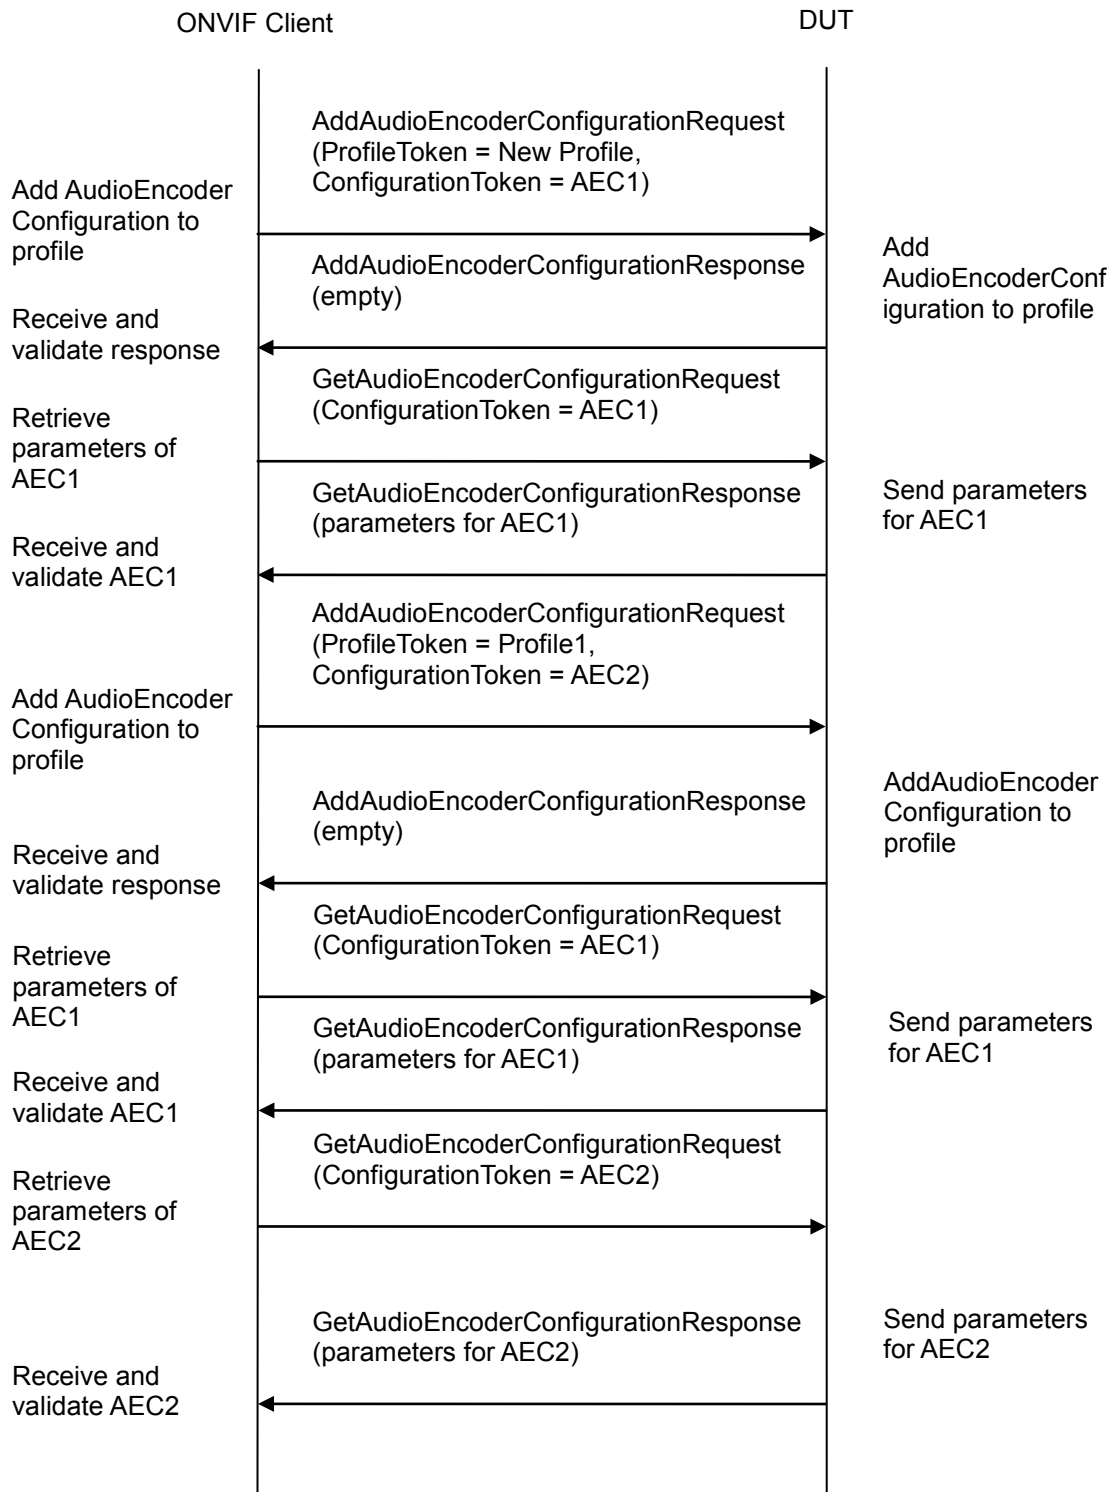 ONVIF Client
DUT
AddAudioEncoderConfigurationRequest
(ProfileToken = New Profile,
ConfigurationToken = AEC1)
Add AudioEncoder
Configuration to
profile
AddAudioEncoderConfigurationResponse
(empty)
Add
AudioEncoderConf
iguration to profile
Receive and
validate response
GetAudioEncoderConfigurationRequest
(ConfigurationToken = AEC1)
Retrieve
parameters of
AEC1
GetAudioEncoderConfigurationResponse
(parameters for AEC1)
Send parameters
for AEC1
Receive and
validate AEC1
AddAudioEncoderConfigurationRequest
(ProfileToken = Profile1,
ConfigurationToken = AEC2)
Add AudioEncoder
Configuration to
profile
AddAudioEncoderConfigurationResponse
(empty)
AddAudioEncoder
Configuration to
profile
Receive and
validate response
GetAudioEncoderConfigurationRequest
(ConfigurationToken = AEC1)
Retrieve
parameters of
AEC1
GetAudioEncoderConfigurationResponse
(parameters for AEC1)
Send parameters
for AEC1
Receive and
validate AEC1
GetAudioEncoderConfigurationRequest
(ConfigurationToken = AEC2)
Retrieve
parameters of
AEC2
GetAudioEncoderConfigurationResponse
(parameters for AEC2)
Send parameters
for AEC2
Receive and
validate AEC2